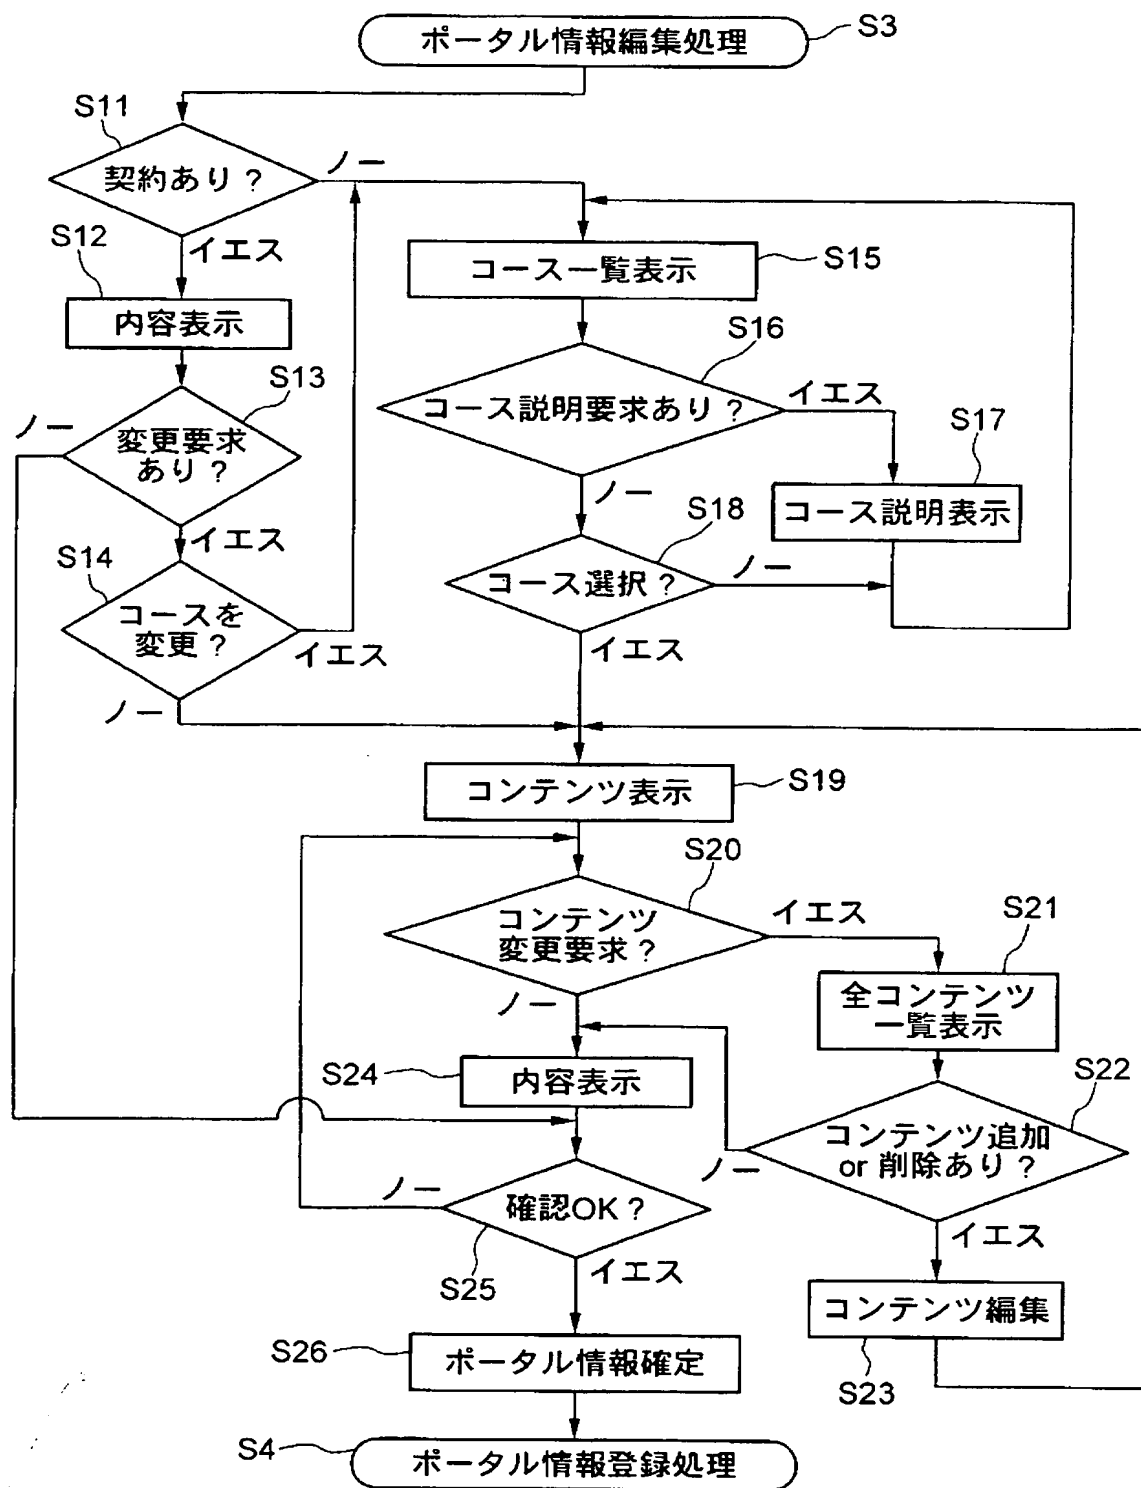 ポータル情報編集処理
S3
S11
契約あり?
ノー
イエス
S12
内容表示
S13
変更要求
あり?
ノー
イエス
S14
コースを
変更?
イエス
ノー
コース一覧表示
S15
S16
コース説明要求あり?
イエス
ノー
S17
コース説明表示
S18
コース選択?
ノー
イエス
コンテンツ表示
S19
S20
コンテンツ
変更要求?
イエス
ノー
S21
全コンテンツ
一覧表示
S22
コンテンツ追加
or 削除あり?
ノー
イエス
コンテンツ編集
S23
S24
内容表示
確認OK?
ノー
イエス
S25
S26
ポータル情報確定
S4
ポータル情報登録処理